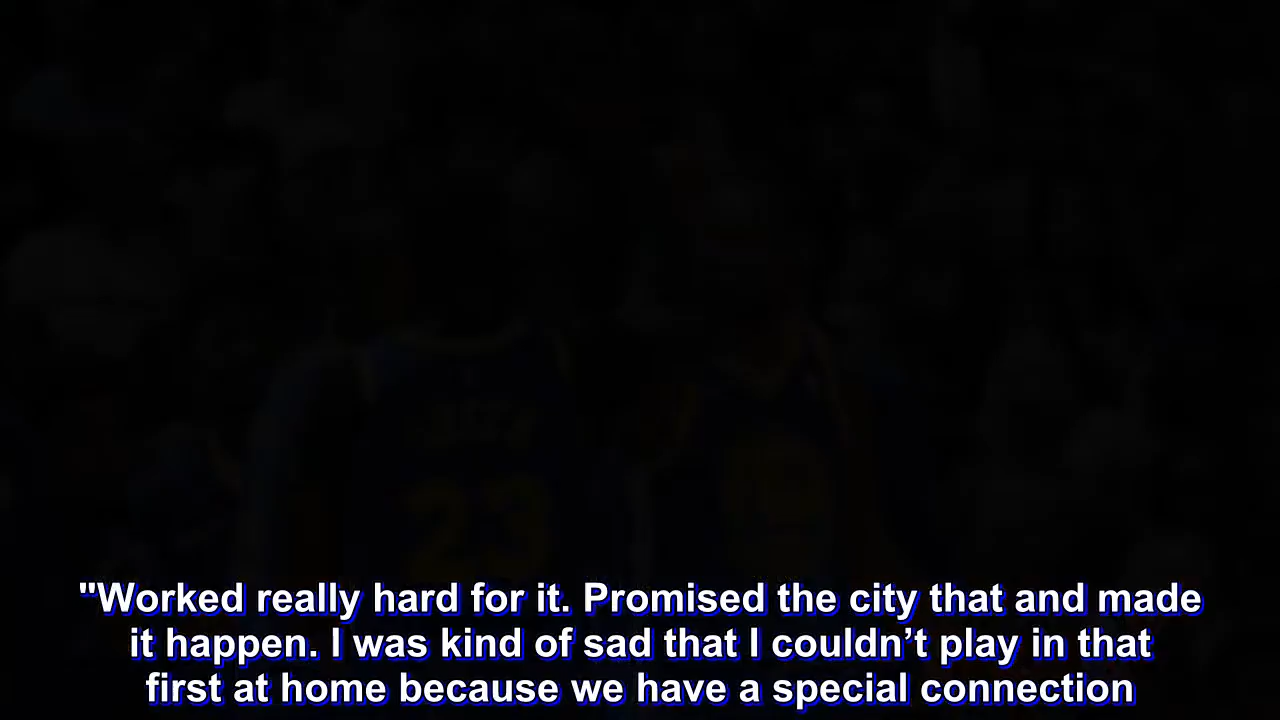 23
"Worked really hard for it. Promised the city that and made
it happen. I was kind of sad that I couldn’t play in that
first at home because we have a special connection